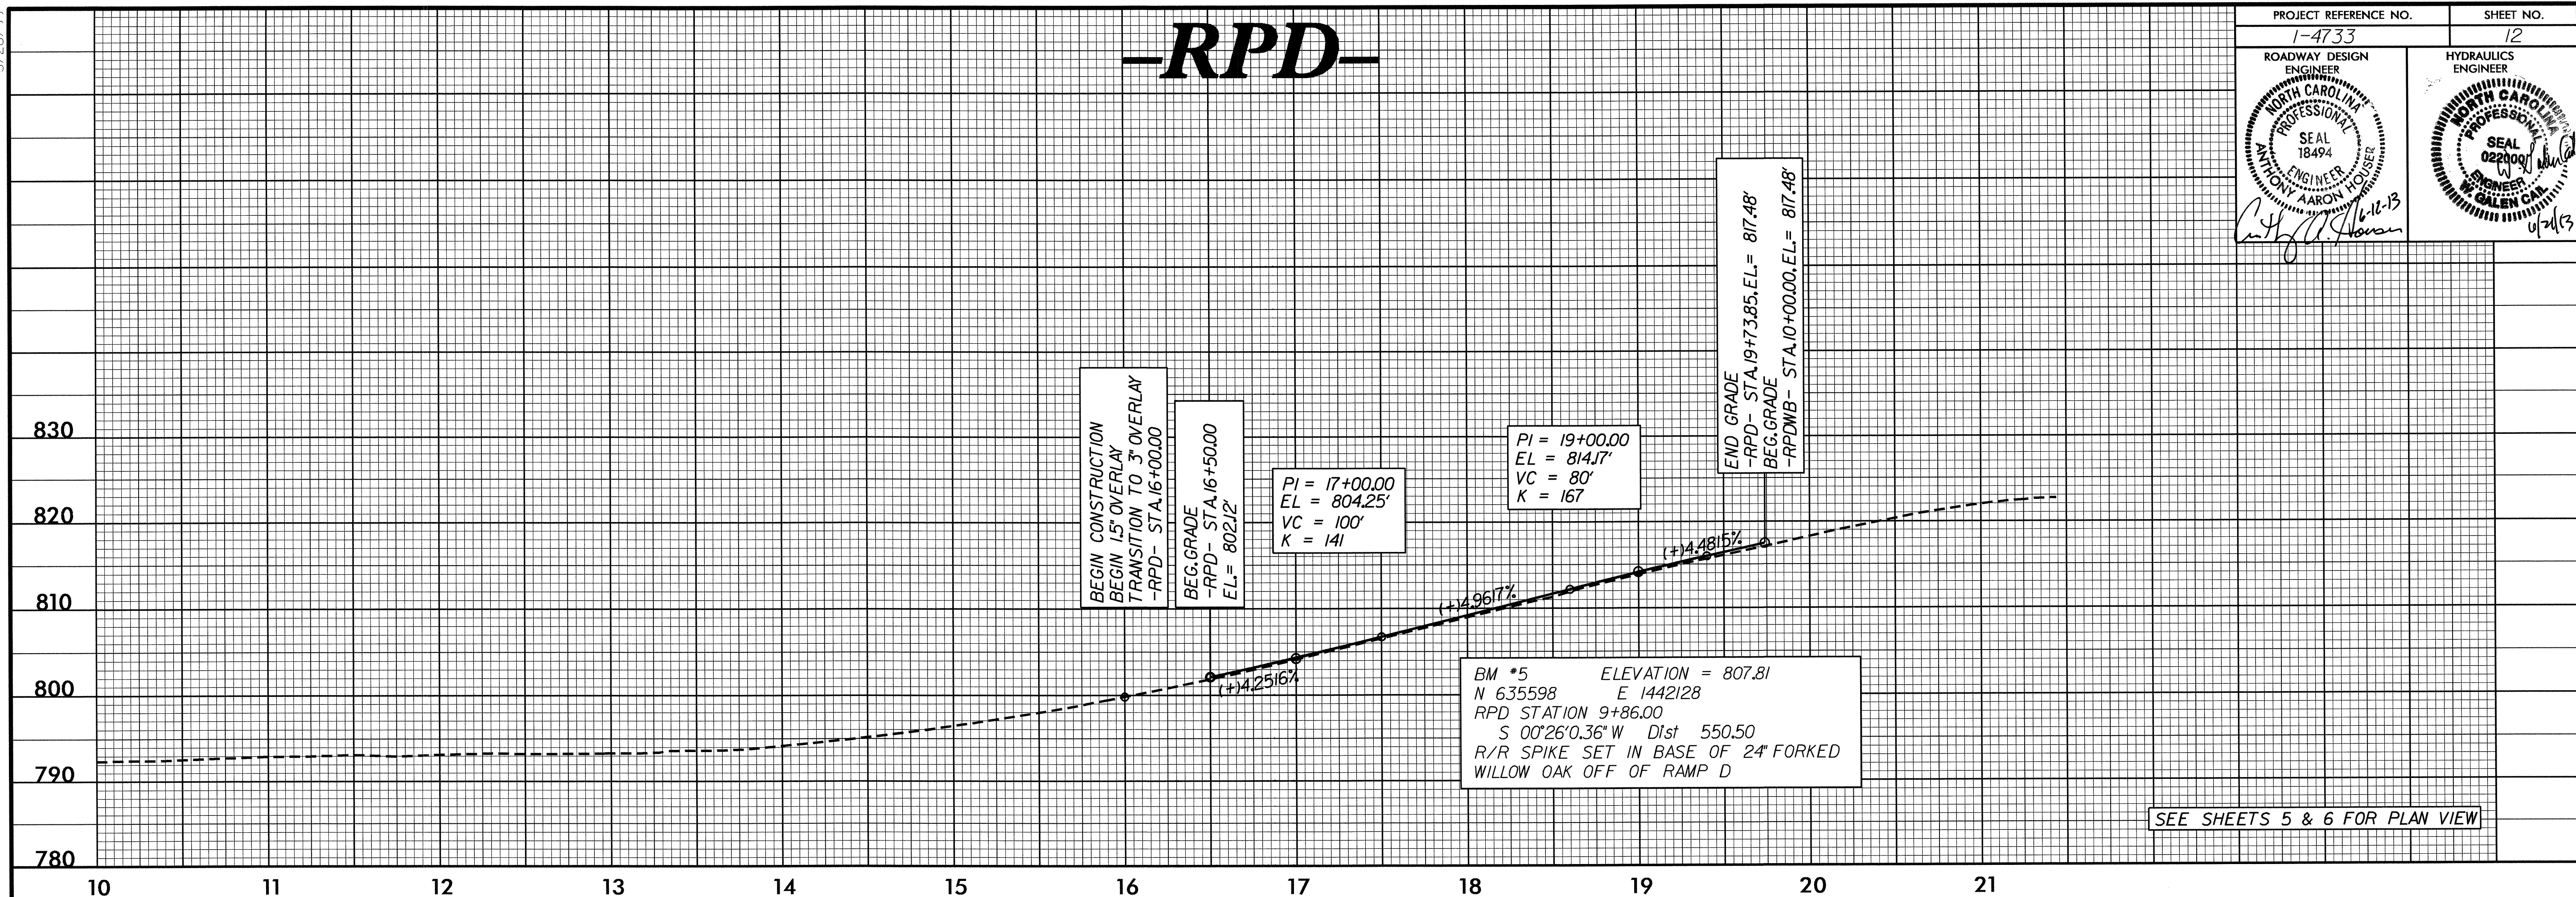 -RPD-
PROJECT REFERENCE NO.
SHEET NO.
I-4733
12
ROADWAY DESIGN
ENGINEER
HYDRAULICS
ENGINEER
NORTH CAROLINA
PROFESSIONAL
SEAL
18494
ENGINEER
ANTHONY AARON HOUSER
6-12-13
NORTH CAROLINA
PROFESSIONAL
SEAL
022000
ENGINEER
W. GALEN CAIL
BEGIN CONSTRUCTION
BEGIN 1.5" OVERLAY
TRANSITION TO 3" OVERLAY
-RPD- STA.16+00.00
BEG.GRADE
-RPD- STA.16+50.00
EL.= 802.12'
PI = 17+00.00
EL = 804.25'
VC = 100'
K = 141
PI = 19+00.00
EL = 814.17'
VC = 80'
K = 167
END GRADE
-RPD- STA.19+73.85.EL.= 817.48'
BEG.GRADE
-RPDWB- STA.10+00.00.EL.= 817.48'
(+)4.2516%
(+)4.9617%
(+)4.4815%
BM #5 ELEVATION = 807.81
N 635598 E 1442128
RPD STATION 9+86.00
S 00°26'0.36" W Dist 550.50
R/R SPIKE SET IN BASE OF 24" FORKED
WILLOW OAK OFF OF RAMP D
SEE SHEETS 5 & 6 FOR PLAN VIEW
830
820
810
800
790
780
10 11 12 13 14 15 16 17 18 19 20 21